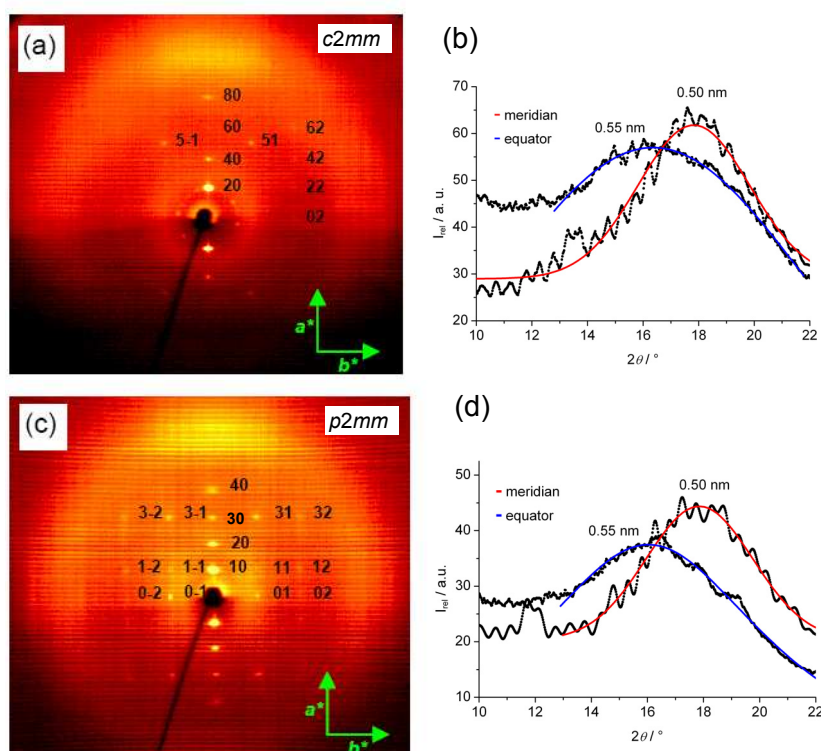 (a)
c2mm
80
60 62
5-1 51
40 42
20 22
02
a*
b*
(b)
0.50 nm
0.55 nm
meridian
equator
I rel / a. u.
70
60
50
40
30
20
10 12 14 16 18 20 22
2θ / °
(c)
p2mm
40
3-2 3-1 30 31 32
20
1-2 1-1 10 11 12
0-2 0-1 01 02
a*
b*
(d)
0.50 nm
0.55 nm
meridian
equator
I rel / a.u.
50
40
30
20
10
10 12 14 16 18 20 22
2θ / °